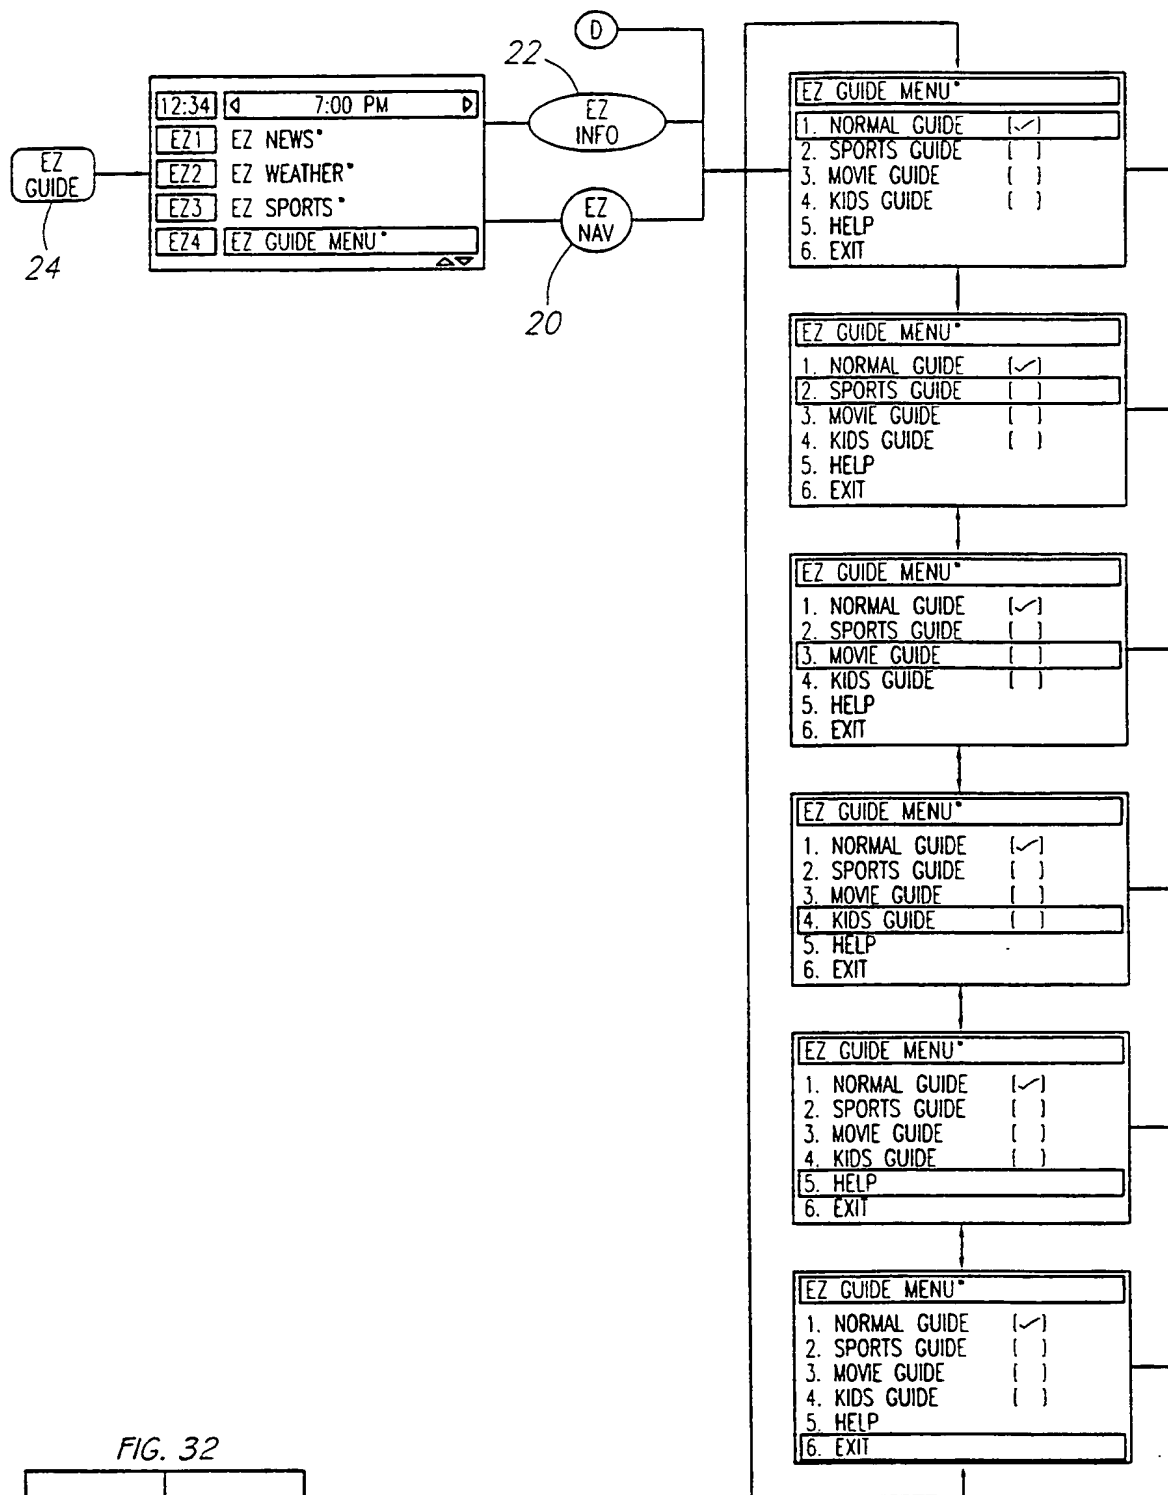 D
22
EZ
INFO
12:34 7:00 PM
EZ1 EZ NEWS
EZ2 EZ WEATHER
EZ3 EZ SPORTS
EZ4 EZ GUIDE MENU
EZ
GUIDE
24
EZ
NAV
20
EZ GUIDE MENU
1. NORMAL GUIDE [✓]
2. SPORTS GUIDE [ ]
3. MOVIE GUIDE [ ]
4. KIDS GUIDE [ ]
5. HELP
6. EXIT
EZ GUIDE MENU
1. NORMAL GUIDE [✓]
2. SPORTS GUIDE [ ]
3. MOVIE GUIDE [ ]
4. KIDS GUIDE [ ]
5. HELP
6. EXIT
EZ GUIDE MENU
1. NORMAL GUIDE [✓]
2. SPORTS GUIDE [ ]
3. MOVIE GUIDE [ ]
4. KIDS GUIDE [ ]
5. HELP
6. EXIT
EZ GUIDE MENU
1. NORMAL GUIDE [✓]
2. SPORTS GUIDE [ ]
3. MOVIE GUIDE [ ]
4. KIDS GUIDE [ ]
5. HELP
6. EXIT
EZ GUIDE MENU
1. NORMAL GUIDE [✓]
2. SPORTS GUIDE [ ]
3. MOVIE GUIDE [ ]
4. KIDS GUIDE [ ]
5. HELP
6. EXIT
EZ GUIDE MENU
1. NORMAL GUIDE [✓]
2. SPORTS GUIDE [ ]
3. MOVIE GUIDE [ ]
4. KIDS GUIDE [ ]
5. HELP
6. EXIT
FIG. 32